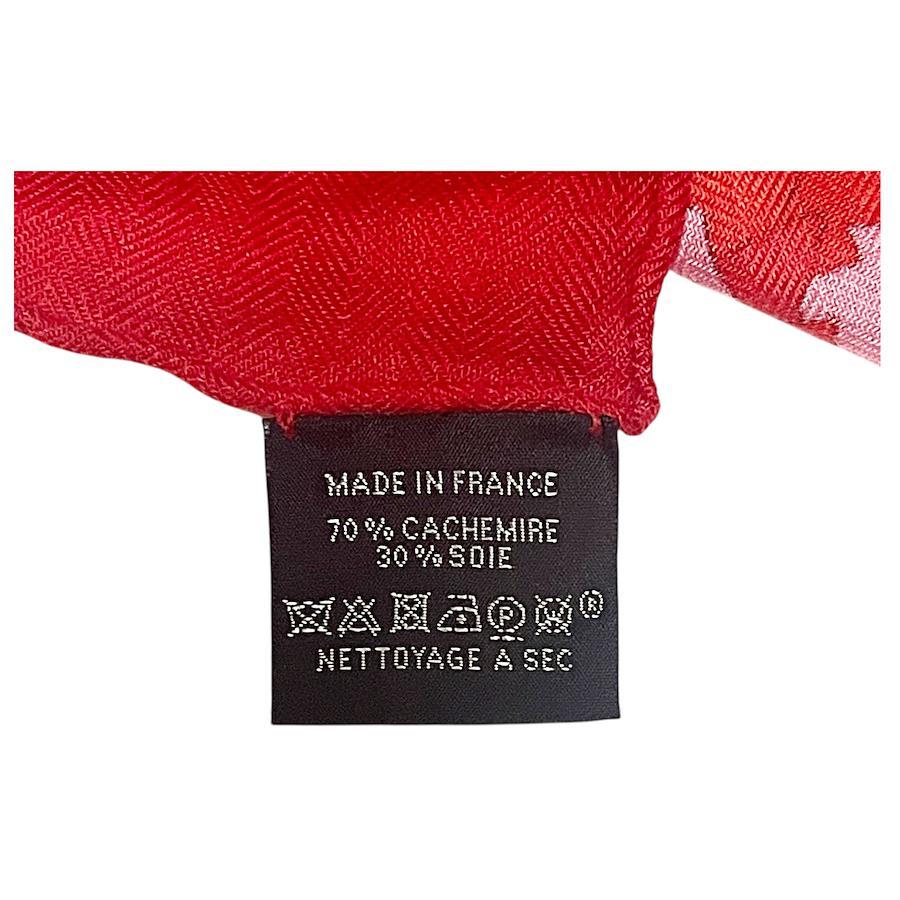 MADE IN FRANCE
70 % CACHEMIRE
30 % SOIE
P W ®
NETTOYAGE A SEC